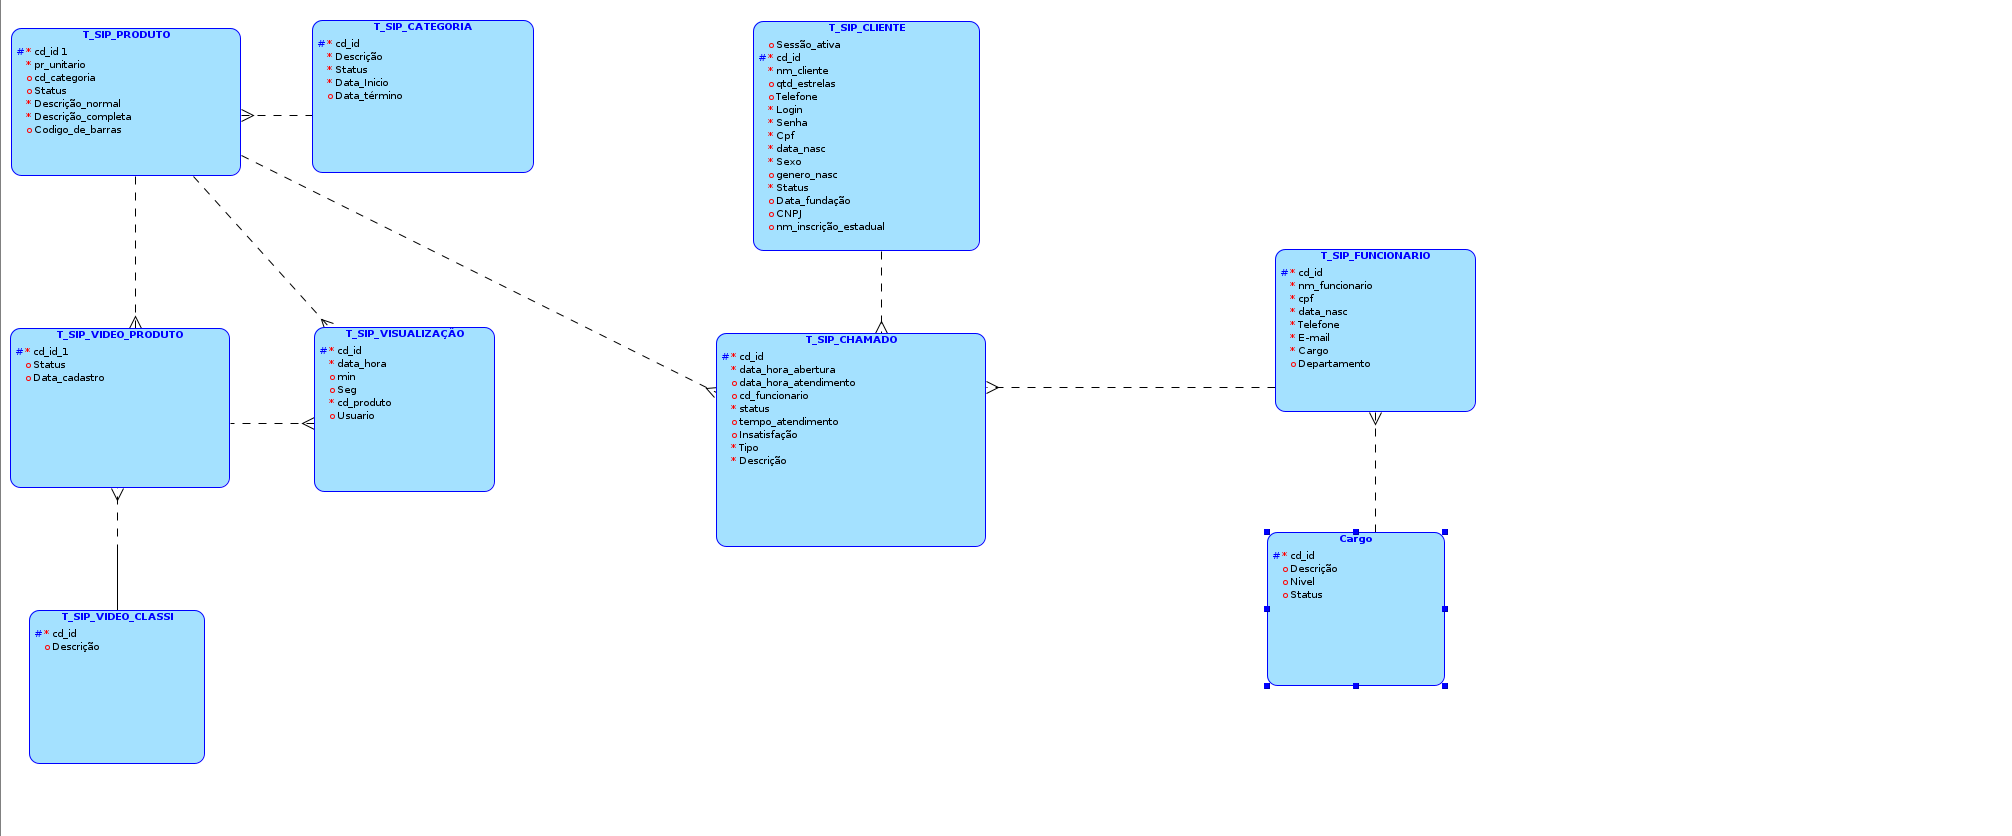 T_SIP_PRODUTO
#* cd_id 1
* pr_unitario
o cd_categoria
o Status
* Descrição_normal
* Descrição_completa
o Codigo_de_barras
T_SIP_CATEGORIA
#* cd_id
* Descrição
* Status
* Data_Inicio
o Data_término
T_SIP_CLIENTE
o Sessão_ativa
#* cd_id
* nm_cliente
o qtd_estrelas
o Telefone
* Login
* Senha
* Cpf
* data_nasc
* Sexo
o genero_nasc
* Status
o Data_fundação
o CNPJ
o nm_inscrição_estadual
T_SIP_FUNCIONARIO
#* cd_id
* nm_funcionario
* cpf
* data_nasc
* Telefone
* E-mail
* Cargo
o Departamento
T_SIP_VIDEO_PRODUTO
#* cd_id_1
o Status
o Data_cadastro
T_SIP_VISUALIZAÇÃO
#* cd_id
* data_hora
o min
o Seg
* cd_produto
o Usuario
T_SIP_CHAMADO
#* cd_id
* data_hora_abertura
o data_hora_atendimento
o cd_funcionario
* status
o tempo_atendimento
o Insatisfação
* Tipo
* Descrição
Cargo
#* cd_id
o Descrição
o Nivel
o Status
T_SIP_VIDEO_CLASSI
#* cd_id
o Descrição